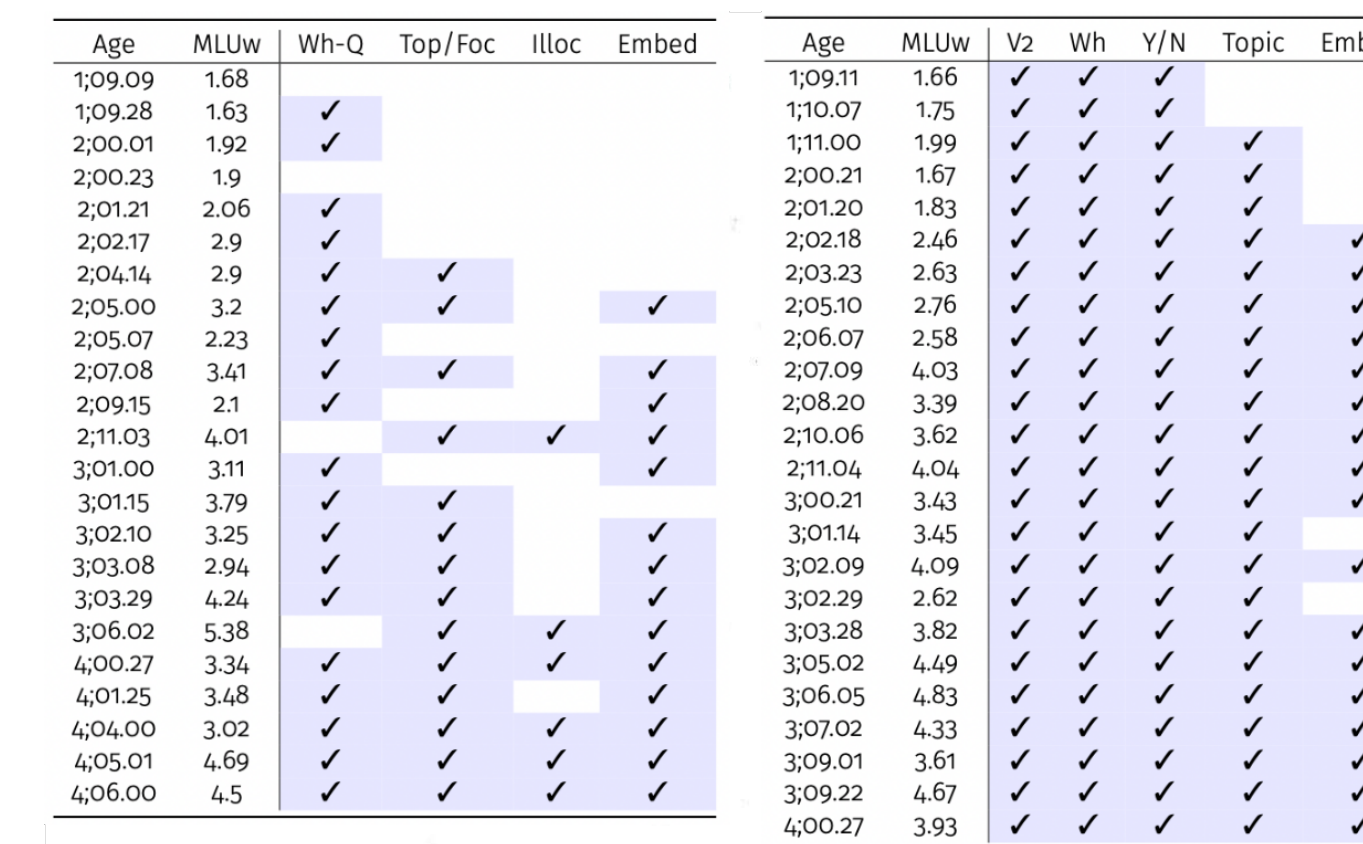 Age MLUw Wh-Q Top/Foc Illoc Embed
1;09.09 1.68
1;09.28 1.63 ✓
2;00.01 1.92 ✓
2;00.23 1.9
2;01.21 2.06 ✓
2;02.17 2.9 ✓
2;04.14 2.9 ✓ ✓
2;05.00 3.2 ✓ ✓ ✓
2;05.07 2.23 ✓
2;07.08 3.41 ✓ ✓ ✓
2;09.15 2.1 ✓ ✓
2;11.03 4.01 ✓ ✓ ✓
3;01.00 3.11 ✓ ✓
3;01.15 3.79 ✓ ✓
3;02.10 3.25 ✓ ✓ ✓
3;03.08 2.94 ✓ ✓ ✓
3;03.29 4.24 ✓ ✓ ✓
3;06.02 5.38 ✓ ✓ ✓
4;00.27 3.34 ✓ ✓ ✓ ✓
4;01.25 3.48 ✓ ✓ ✓
4;04.00 3.02 ✓ ✓ ✓ ✓
4;05.01 4.69 ✓ ✓ ✓ ✓
4;06.00 4.5 ✓ ✓ ✓ ✓
Age MLUw V2 Wh Y/N Topic
1;09.11 1.66 ✓ ✓ ✓
1;10.07 1.75 ✓ ✓ ✓
1;11.00 1.99 ✓ ✓ ✓ ✓
2;00.21 1.67 ✓ ✓ ✓ ✓
2;01.20 1.83 ✓ ✓ ✓ ✓
2;02.18 2.46 ✓ ✓ ✓ ✓ ✓
2;03.23 2.63 ✓ ✓ ✓ ✓ ✓
2;05.10 2.76 ✓ ✓ ✓ ✓ ✓
2;06.07 2.58 ✓ ✓ ✓ ✓ ✓
2;07.09 4.03 ✓ ✓ ✓ ✓ ✓
2;08.20 3.39 ✓ ✓ ✓ ✓ ✓
2;10.06 3.62 ✓ ✓ ✓ ✓ ✓
2;11.04 4.04 ✓ ✓ ✓ ✓ ✓
3;00.21 3.43 ✓ ✓ ✓ ✓ ✓
3;01.14 3.45 ✓ ✓ ✓ ✓
3;02.09 4.09 ✓ ✓ ✓ ✓ ✓
3;02.29 2.62 ✓ ✓ ✓ ✓
3;03.28 3.82 ✓ ✓ ✓ ✓ ✓
3;05.02 4.49 ✓ ✓ ✓ ✓ ✓
3;06.05 4.83 ✓ ✓ ✓ ✓ ✓
3;07.02 4.33 ✓ ✓ ✓ ✓ ✓
3;09.01 3.61 ✓ ✓ ✓ ✓ ✓
3;09.22 4.67 ✓ ✓ ✓ ✓ ✓
4;00.27 3.93 ✓ ✓ ✓ ✓ ✓